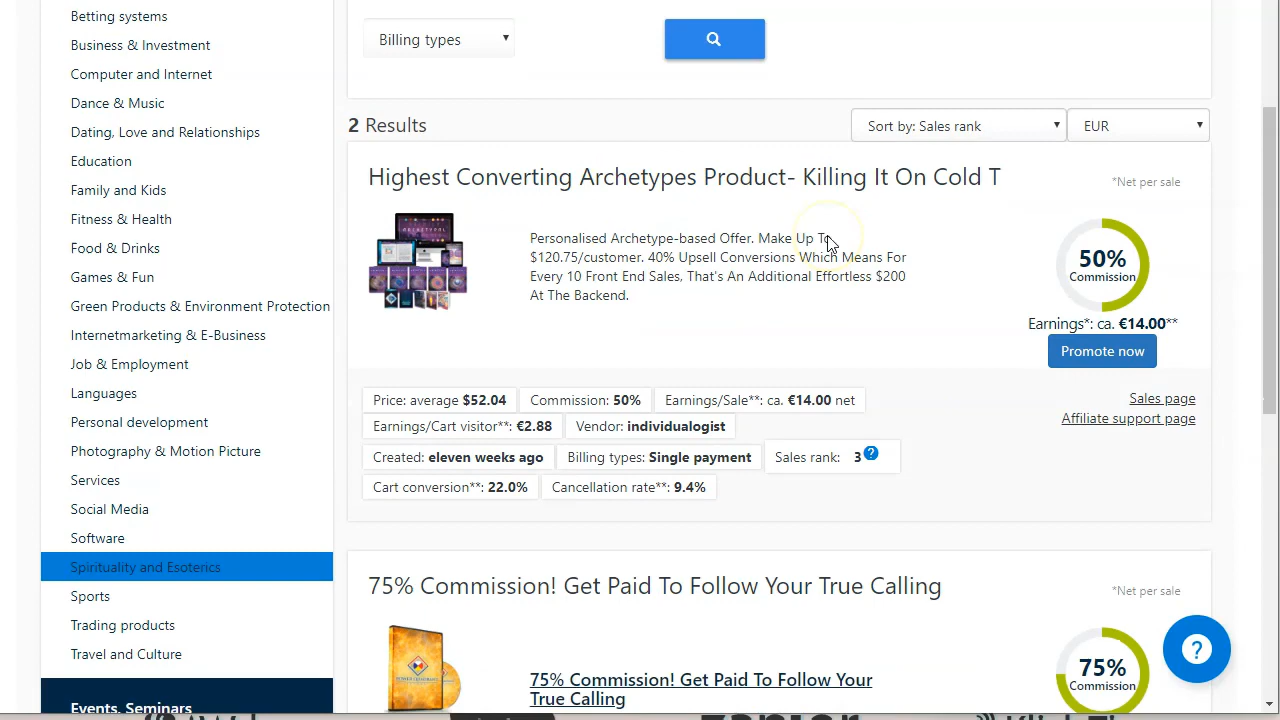 Betting systems
Business & Investment
Computer and Internet
Dance & Music
Dating, Love and Relationships
Education
Family and Kids
Fitness & Health
Food & Drinks
Games & Fun
Green Products & Environment Protection
Internetmarketing & E-Business
Job & Employment
Languages
Personal development
Photography & Motion Picture
Services
Social Media
Software
Spirituality and Esoterics
Sports
Trading products
Travel and Culture
Events, Seminars
Billing types
2 Results
Sort by: Sales rank
EUR
Highest Converting Archetypes Product- Killing It On Cold T
*Net per sale
Personalised Archetype-based Offer. Make Up To
$120.75/customer. 40% Upsell Conversions Which Means For
Every 10 Front End Sales, That's An Additional Effortless $200
At The Backend.
50%
Commission
Earnings*: ca. €14.00**
Promote now
Price: average $52.04
Commission: 50%
Earnings/Sale**: ca. €14.00 net
Sales page
Earnings/Cart visitor**: €2.88
Vendor: individualogist
Affiliate support page
Created: eleven weeks ago
Billing types: Single payment
Sales rank: 3 ?
Cart conversion**: 22.0%
Cancellation rate**: 9.4%
75% Commission! Get Paid To Follow Your True Calling
*Net per sale
75% Commission! Get Paid To Follow Your
True Calling
75%
Commission
?